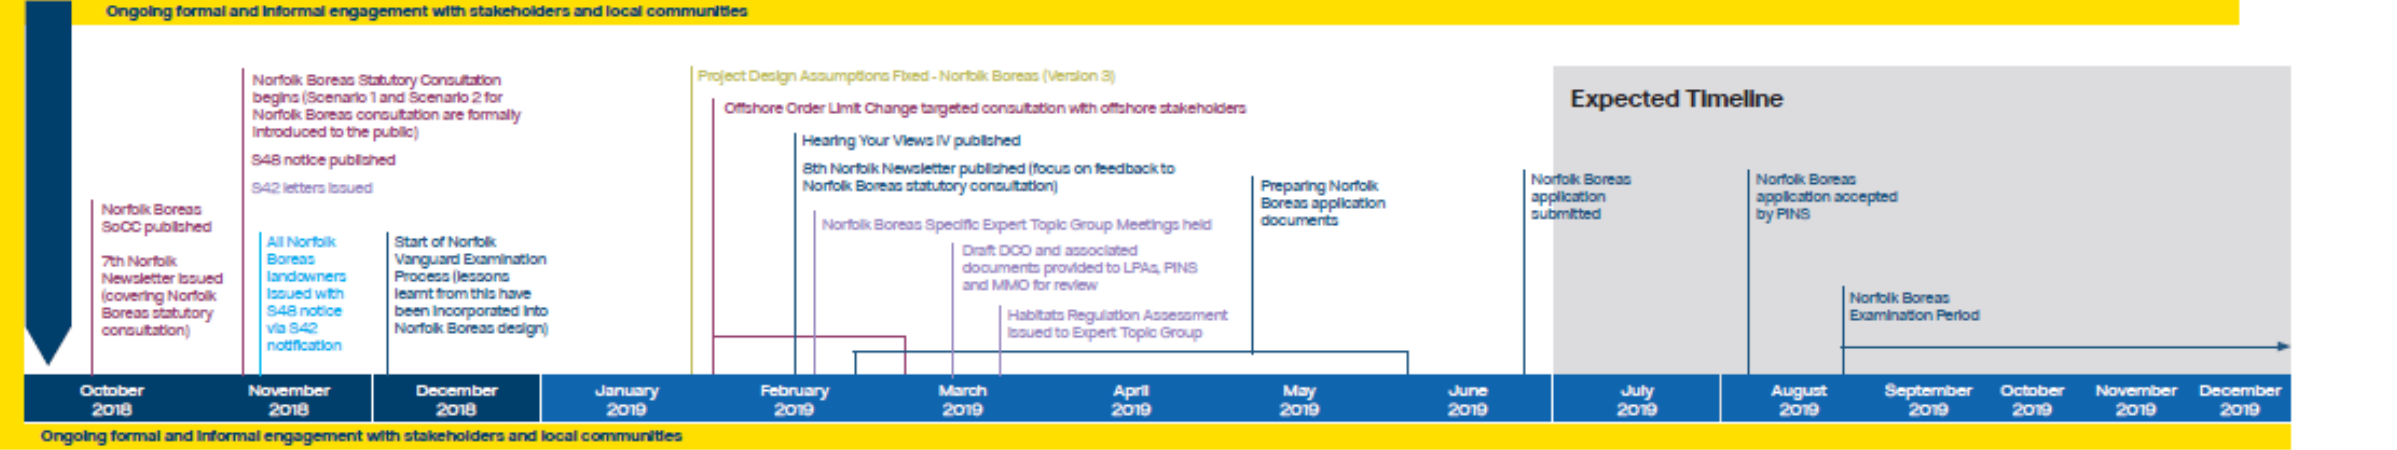 Ongoing formal and informal engagement with stakeholders and local communities
Norfolk Boreas
SoCC published
7th Norfolk
Newsletter issued
(covering Norfolk
Boreas statutory
consultation)
Norfolk Boreas Statutory Consultation
begins (Scenario 1 and Scenario 2 for
Norfolk Boreas consultation are formally
introduced to the public)
S48 notice published
S42 letters issued
All Norfolk
Boreas
landowners
issued with
S48 notice
via S42
notification
Start of Norfolk
Vanguard Examination
Process (lessons
learnt from this have
been incorporated into
Norfolk Boreas design)
Project Design Assumptions Fixed - Norfolk Boreas (Version 3)
Offshore Order Limit Change targeted consultation with offshore stakeholders
Hearing Your Views IV published
8th Norfolk Newsletter published (focus on feedback to
Norfolk Boreas statutory consultation)
Norfolk Boreas Specific Expert Topic Group Meetings held
Draft DCO and associated
documents provided to LPAs, PINS
and MMO for review
Habitats Regulation Assessment
issued to Expert Topic Group
Preparing Norfolk
Boreas application
documents
Norfolk Boreas
application
submitted
Expected Timeline
Norfolk Boreas
application accepted
by PINS
Norfolk Boreas
Examination Period
October
2018
November
2018
December
2018
January
2019
February
2019
March
2019
April
2019
May
2019
June
2019
July
2019
August
2019
September
2019
October
2019
November
2019
December
2019
Ongoing formal and informal engagement with stakeholders and local communities